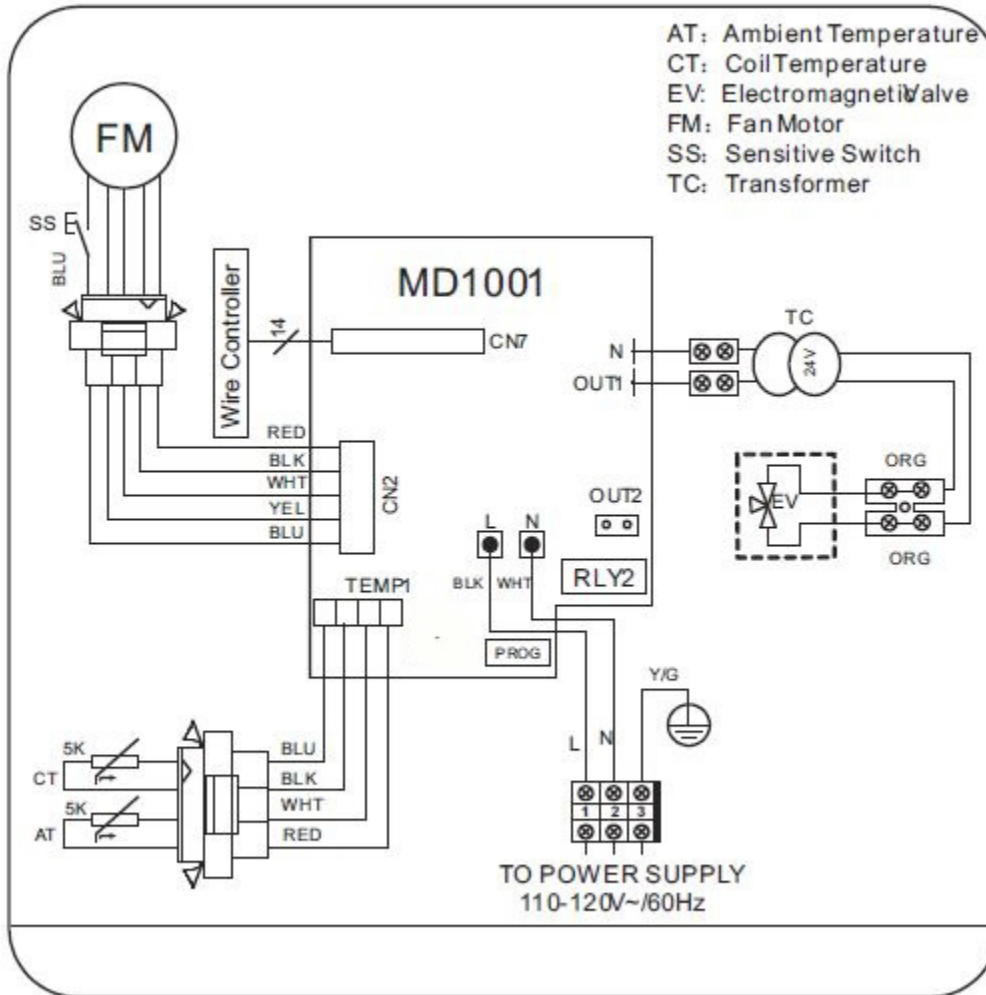 AT: Ambient Temperature
CT: Coil Temperature
EV: Electromagnetic Valve
FM: Fan Motor
SS: Sensitive Switch
TC: Transformer
FM
SS
BLU
Wire Controller
14
MD1001
CN7
N
OUT1
TC
24V
RED
BLK
WHT
YEL
BLU
CN2
OUT2
L
N
BLK
WHT
RLY2
EV
ORG
ORG
TEMP1
PROG
Y/G
5K
CT
5K
AT
BLU
BLK
WHT
RED
L
N
1
2
3
TO POWER SUPPLY
110-120V~/60Hz